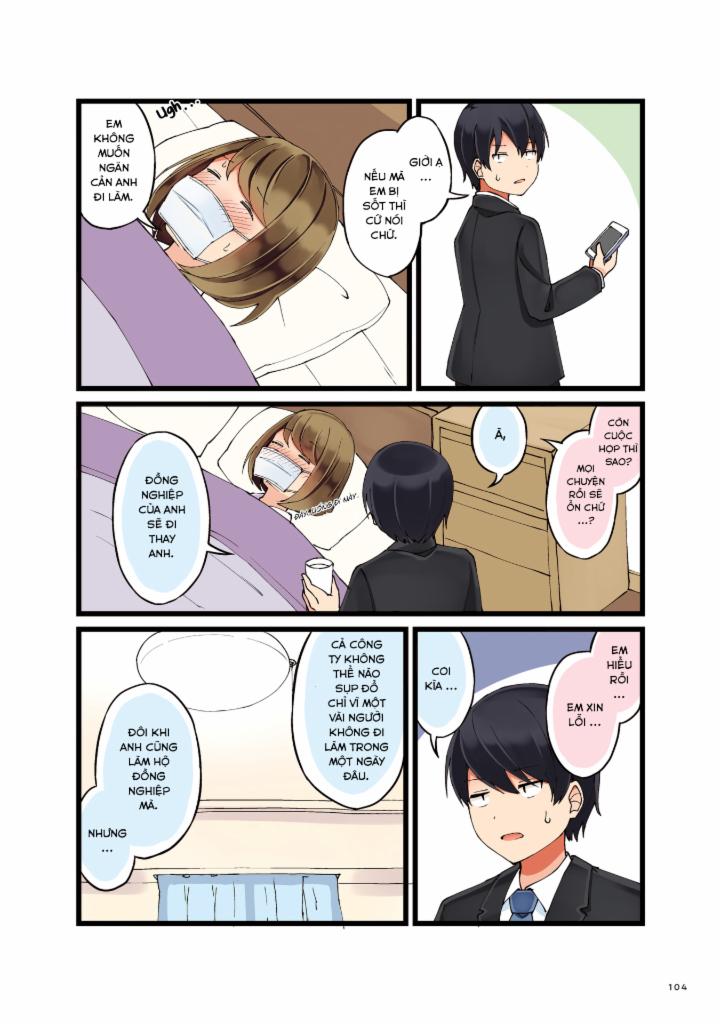 GIỜI Ạ
...
NẾU MÀ
EM BỊ
SỐT THÌ
CỨ NÓI
CHỨ.
Ugh...
EM
KHÔNG
MUỐN
NGĂN
CẢN ANH
ĐI LÀM.
CÒN
CUỘC
HỌP THÌ
SAO?
MỌI
CHUYỆN
RỒI SẼ
ỔN CHỨ
...?
À,
ĐÂY, UỐNG ĐI NÀY.
ĐỒNG
NGHIỆP
CỦA ANH
SẼ ĐI
THAY
ANH.
EM
HIỂU
RỒI
...
EM XIN
LỖI ...
COI
KÌA ...
CẢ CÔNG
TY KHÔNG
THỂ NÀO
SỤP ĐỔ
CHỈ VÌ MỘT
VÀI NGƯỜI
KHÔNG ĐI
LÀM TRONG
MỘT NGÀY
ĐÂU.
ĐÔI KHI
ANH CŨNG
LÀM HỘ
ĐỒNG
NGHIỆP
MÀ.
NHƯNG
...
104